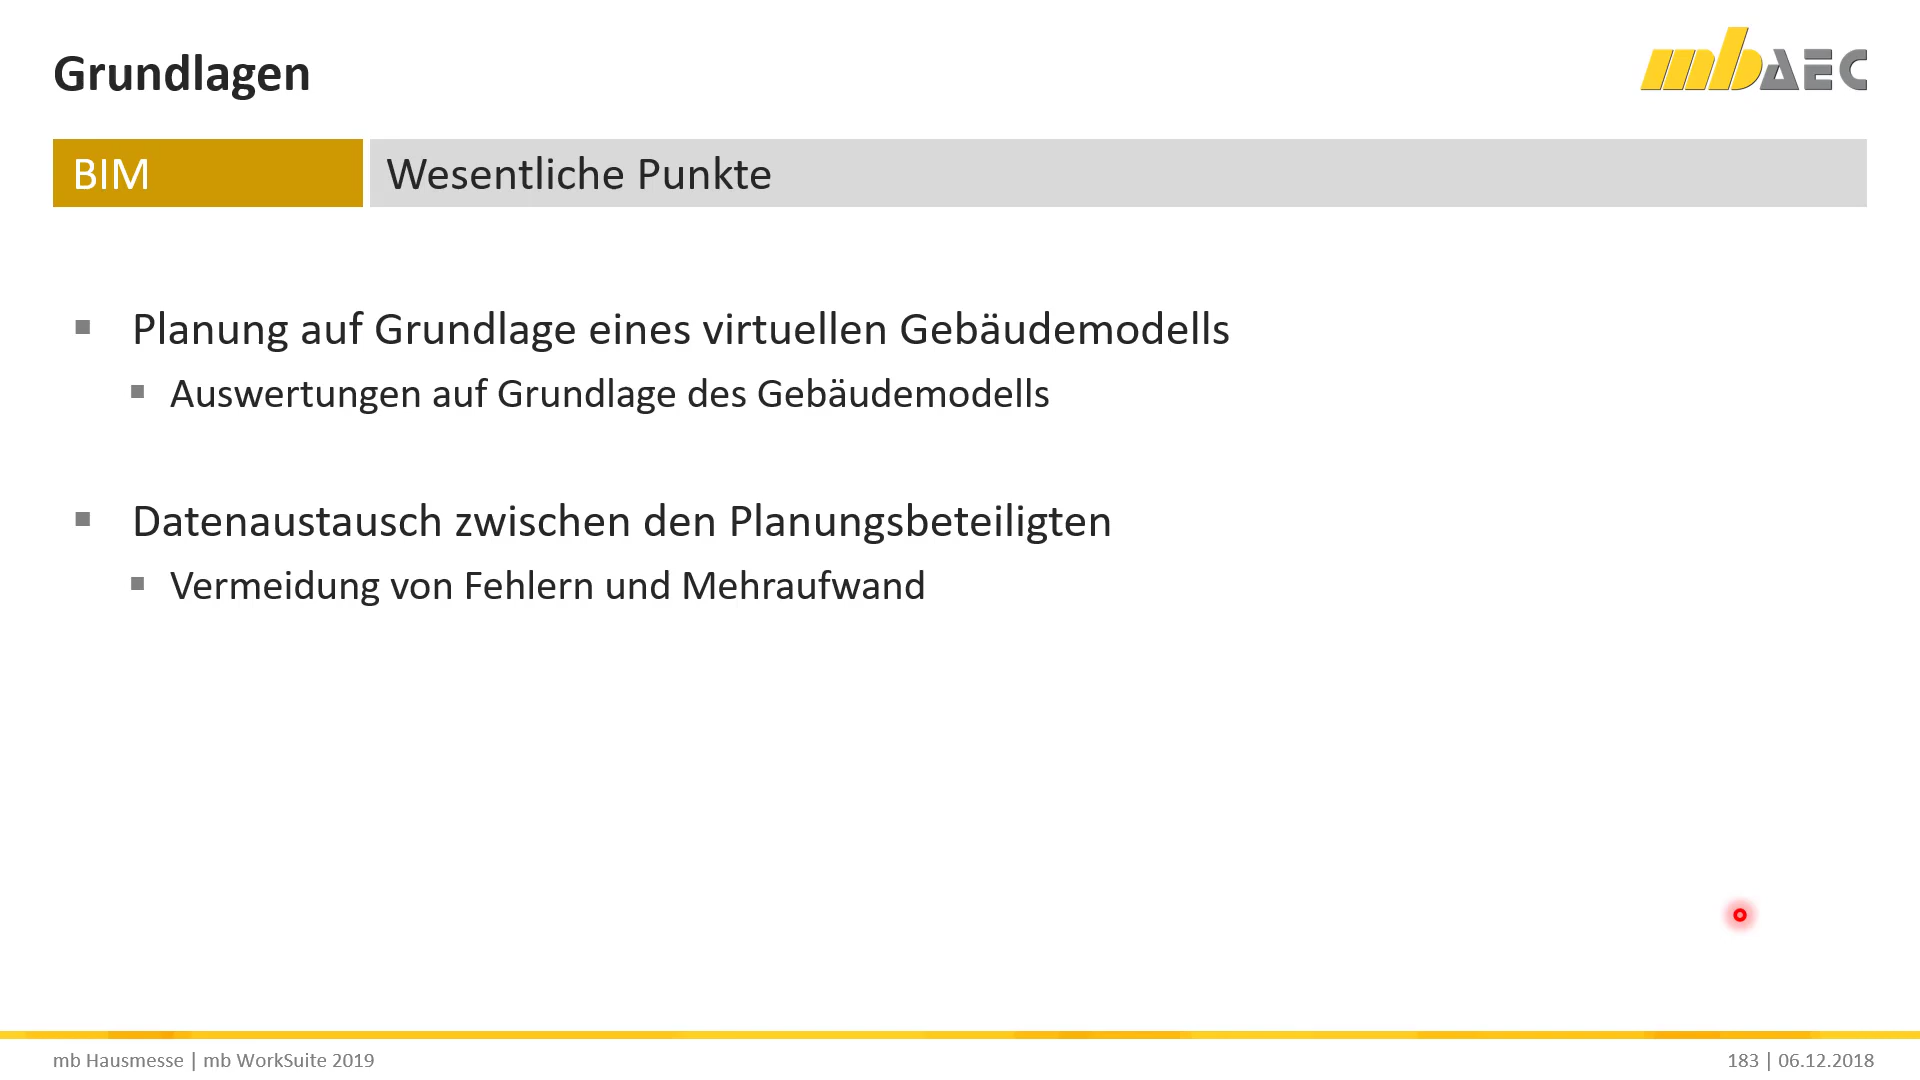 Grundlagen
mbAEC
BIM
Wesentliche Punkte
Planung auf Grundlage eines virtuellen Gebäudemodells
Auswertungen auf Grundlage des Gebäudemodells
Datenaustausch zwischen den Planungsbeteiligten
Vermeidung von Fehlern und Mehraufwand
mb Hausmesse | mb WorkSuite 2019
183 | 06.12.2018